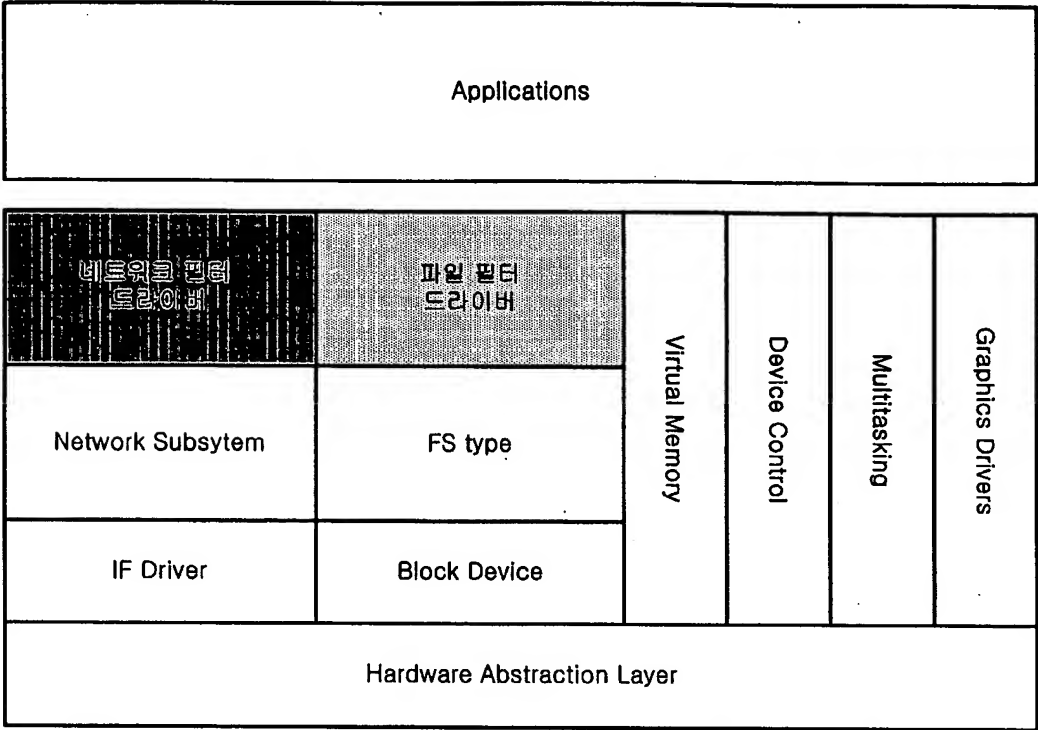 Applications
네트워크 필터
드라이버
파일 필터
드라이버
Virtual Memory
Device Control
Multitasking
Graphics Drivers
Network Subsytem
FS type
IF Driver
Block Device
Hardware Abstraction Layer